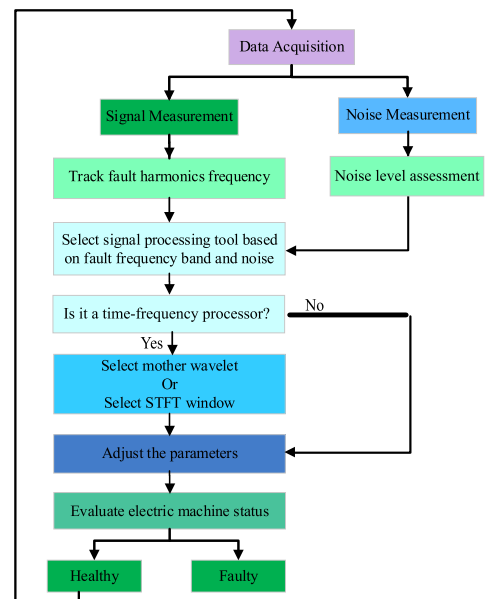 Data Acquisition
Signal Measurement
Noise Measurement
Track fault harmonics frequency
Noise level assessment
Select signal processing tool based
on fault frequency band and noise
Is it a time-frequency processor?
No
Yes
Select mother wavelet
Or
Select STFT window
Adjust the parameters
Evaluate electric machine status
Healthy
Faulty